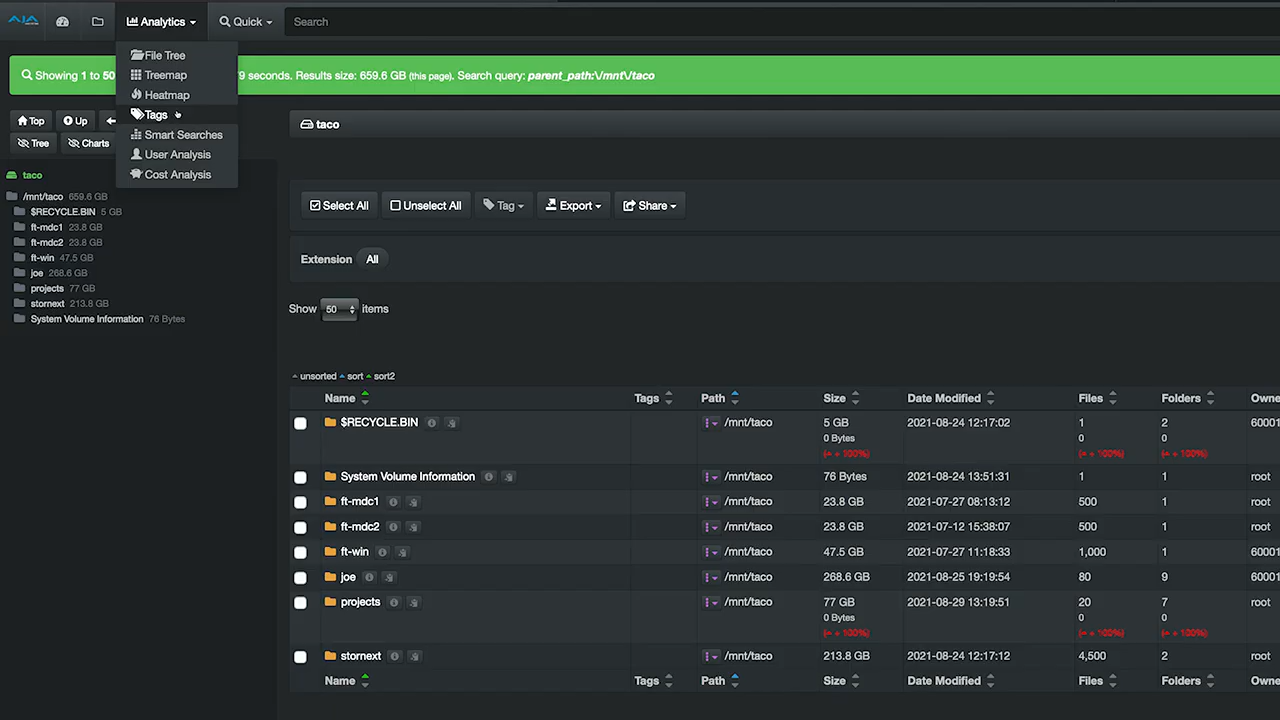 AJA
Analytics
Quick
Search
File Tree
Treemap
Heatmap
Tags
Smart Searches
User Analysis
Cost Analysis
Showing 1 to 50
9 seconds. Results size: 659.6 GB (this page). Search query: parent_path:\/mnt\/taco
Top
Up
Tree
Charts
taco
/mnt/taco 659.6 GB
$RECYCLE.BIN 5 GB
ft-mdc1 23.8 GB
ft-mdc2 23.8 GB
ft-win 47.5 GB
joe 268.6 GB
projects 77 GB
stornext 213.8 GB
System Volume Information 76 Bytes
taco
Select All
Unselect All
Tag
Export
Share
Extension All
Show 50 items
unsorted sort sort2
Name Tags Path Size Date Modified Files Folders Owne
$RECYCLE.BIN /mnt/taco 5 GB 2021-08-24 12:17:02 1 2 60001
0 Bytes 0 0
(+ 100%) (+ 100%) (+ 100%)
System Volume Information /mnt/taco 76 Bytes 2021-08-24 13:51:31 1 1 root
ft-mdc1 /mnt/taco 23.8 GB 2021-07-27 08:13:12 500 1 root
ft-mdc2 /mnt/taco 23.8 GB 2021-07-12 15:38:07 500 1 root
ft-win /mnt/taco 47.5 GB 2021-07-27 11:18:33 1,000 1 60001
joe /mnt/taco 268.6 GB 2021-08-25 19:19:54 80 9 60001
projects /mnt/taco 77 GB 2021-08-29 13:19:51 20 7 root
0 Bytes 0 0
(+ 100%) (+ 100%) (+ 100%)
stornext /mnt/taco 213.8 GB 2021-08-24 12:17:12 4,500 2 root
Name Tags Path Size Date Modified Files Folders Owne